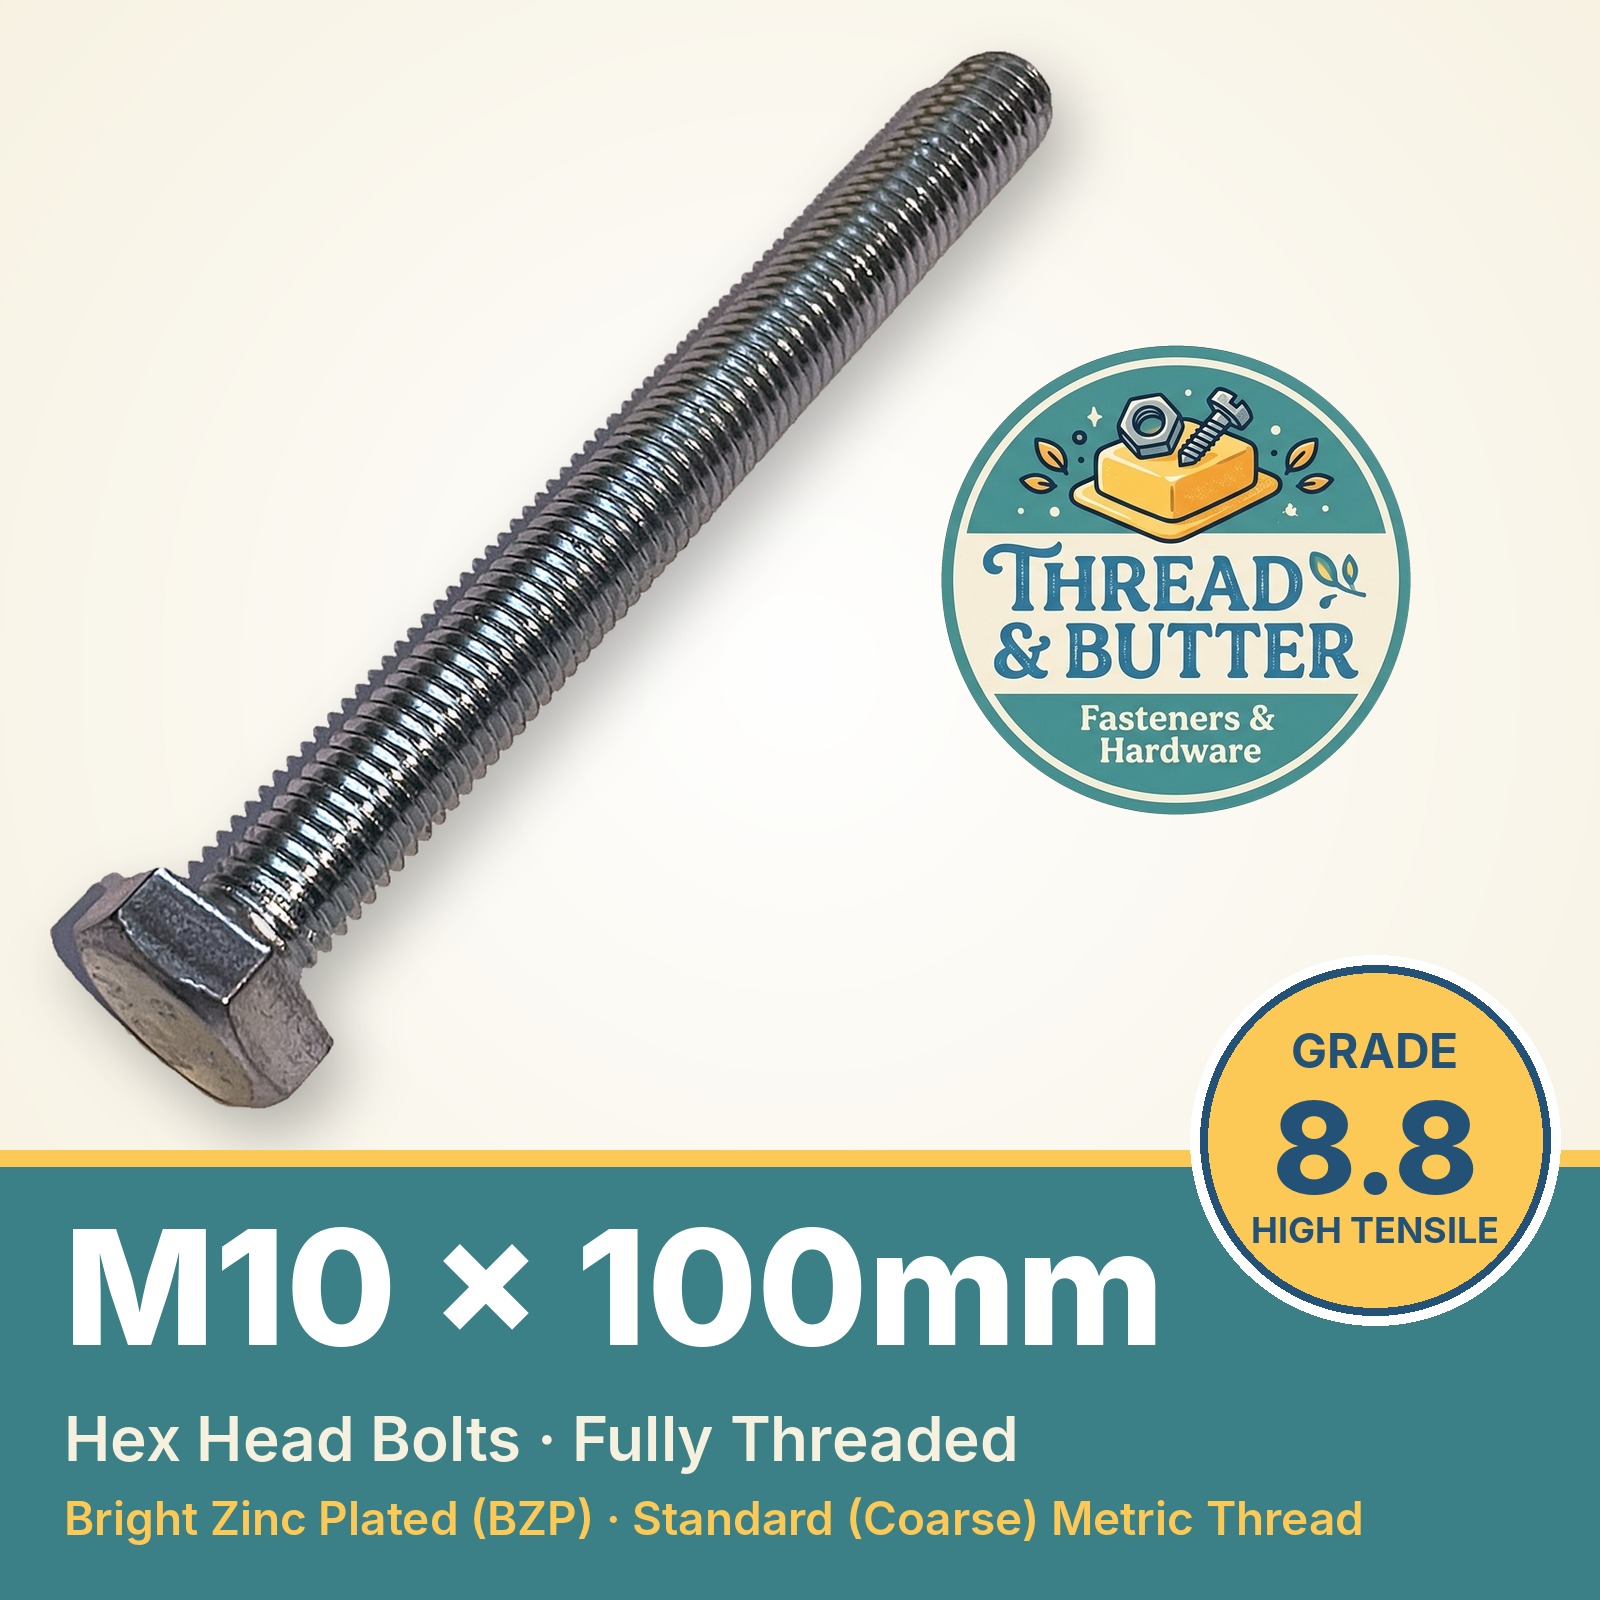 THREAD
& BUTTER
Fasteners &
Hardware
GRADE
8.8
HIGH TENSILE
M10 × 100mm
Hex Head Bolts · Fully Threaded
Bright Zinc Plated (BZP) · Standard (Coarse) Metric Thread